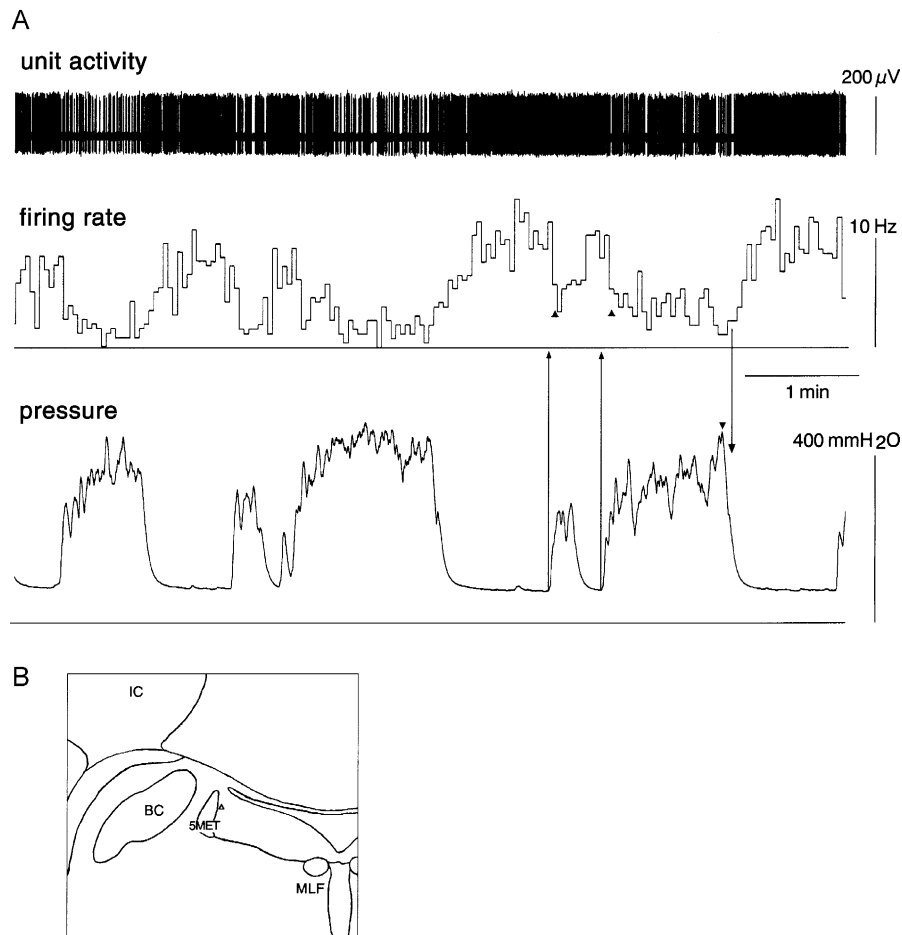 A
unit activity
200 μV
firing rate
10 Hz
1 min
pressure
400 mmH2O
B
IC
BC
5MET
MLF